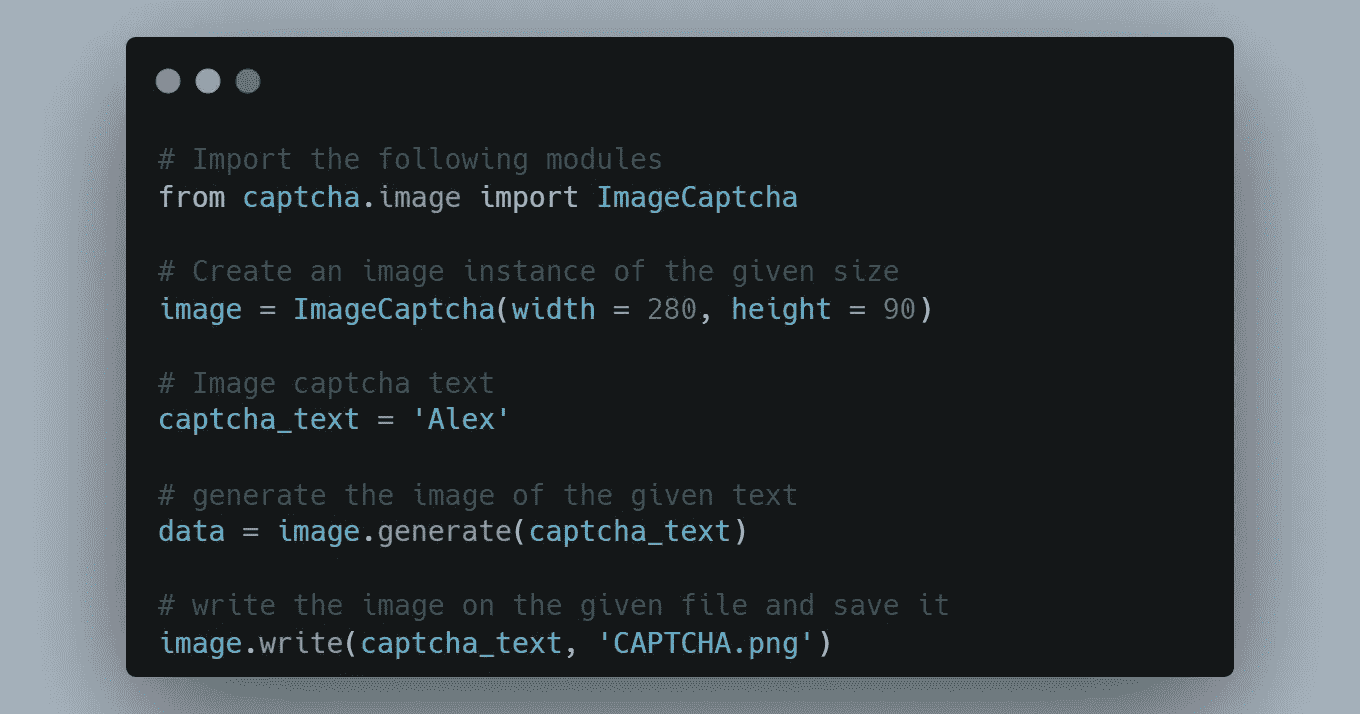 # Import the following modules
from captcha.image import ImageCaptcha
# Create an image instance of the given size
image = ImageCaptcha(width = 280, height = 90)
# Image captcha text
captcha_text = 'Alex'
# generate the image of the given text
data = image.generate(captcha_text)
# write the image on the given file and save it
image.write(captcha_text, 'CAPTCHA.png')